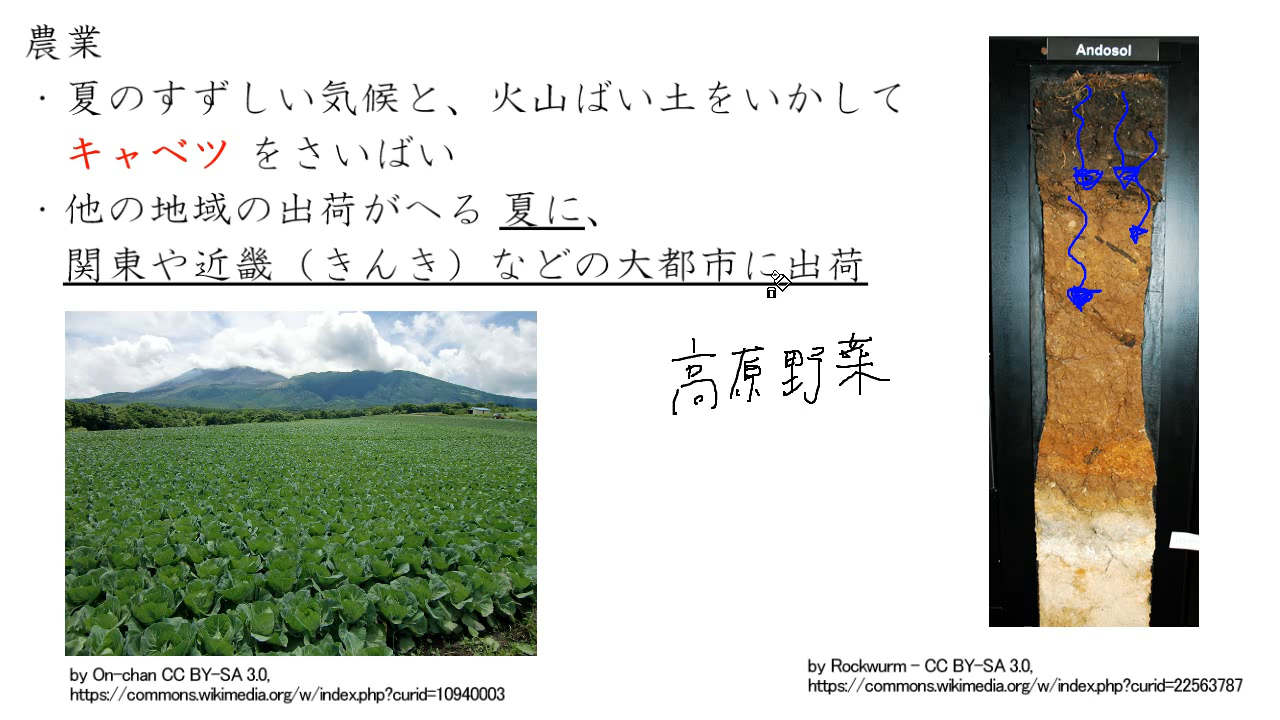 農業
・夏のすずしい気候と、火山ばい土をいかして
キャベツ をさいばい
・他の地域の出荷がへる 夏に、
関東や近畿（きんき）などの大都市に出荷
高原野菜
Andosol
by On-chan CC BY-SA 3.0,
https://commons.wikimedia.org/w/index.php?curid=10940003
by Rockwurm - CC BY-SA 3.0,
https://commons.wikimedia.org/w/index.php?curid=22563787